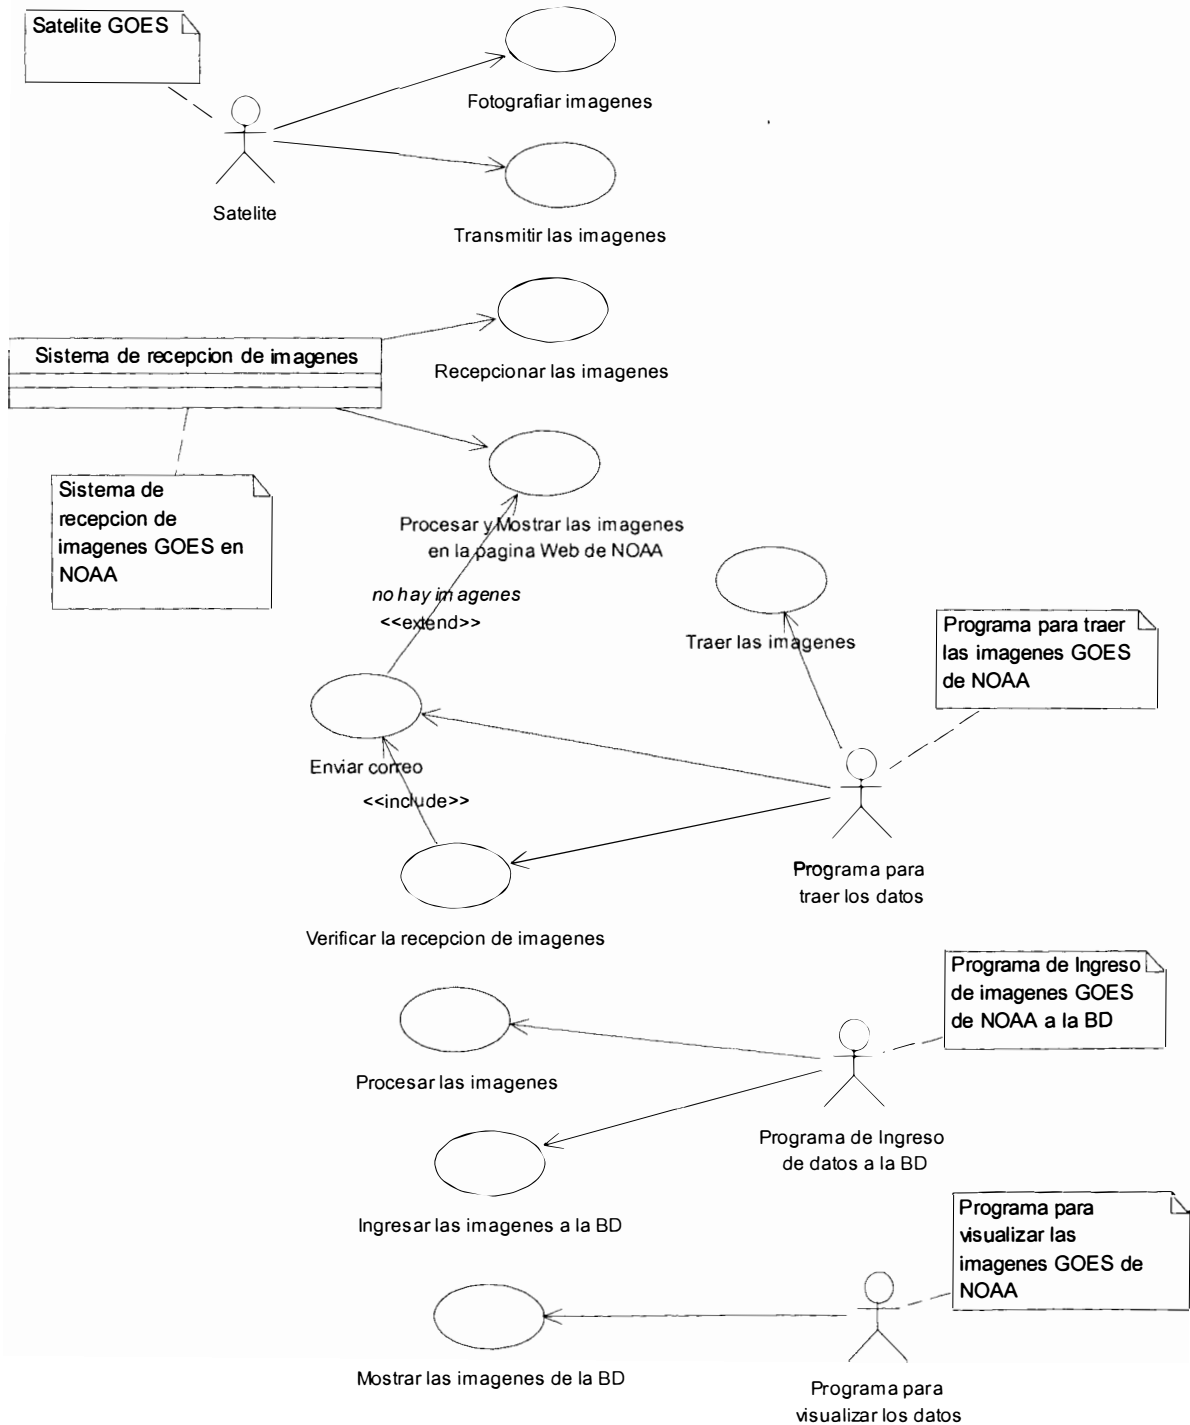 Satelite GOES
Fotografiar imagenes
Satelite
Transmitir las imagenes
Sistema de recepcion de imagenes
Recepcionar las imagenes
Sistema de
recepcion de
imagenes GOES en
NOAA
Procesar y Mostrar las imagenes
en la pagina Web de NOAA
no hay imagenes
<<extend>>
Traer las imagenes
Programa para traer
las imagenes GOES
de NOAA
Enviar correo
<<include>>
Programa para
traer los datos
Verificar la recepcion de imagenes
Programa de Ingreso
de imagenes GOES
de NOAA a la BD
Procesar las imagenes
Programa de Ingreso
de datos a la BD
Ingresar las imagenes a la BD
Programa para
visualizar las
imagenes GOES de
NOAA
Mostrar las imagenes de la BD
Programa para
visualizar los datos